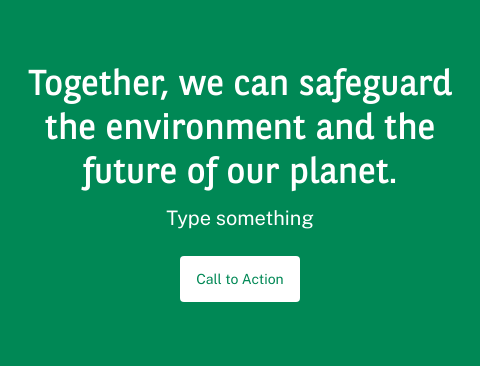 Together, we can safeguard
the environment and the
future of our planet.
Type something
Call to Action